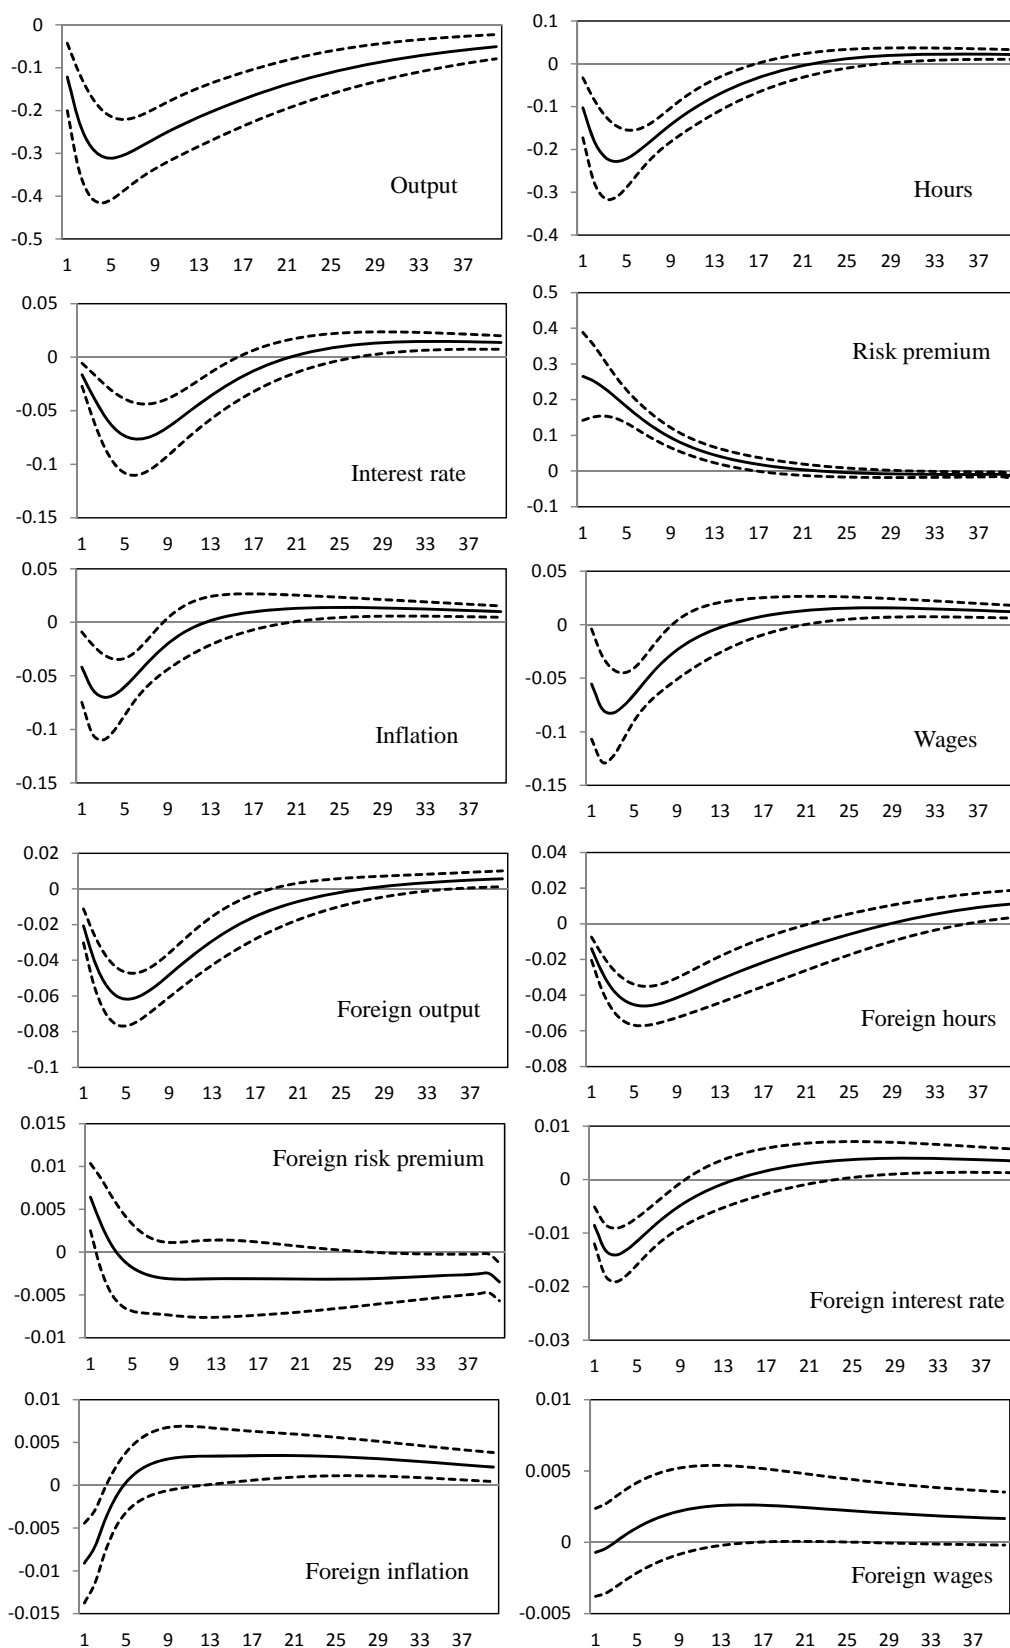 0
-0.1
-0.2
-0.3
-0.4
-0.5
Output
1 5 9 13 17 21 25 29 33 37
0.1
0
-0.1
-0.2
-0.3
-0.4
Hours
1 5 9 13 17 21 25 29 33 37
0.05
0
-0.05
-0.1
-0.15
Interest rate
1 5 9 13 17 21 25 29 33 37
0.5
0.4
0.3
0.2
0.1
0
-0.1
Risk premium
1 5 9 13 17 21 25 29 33 37
0.05
0
-0.05
-0.1
-0.15
Inflation
1 5 9 13 17 21 25 29 33 37
0.05
0
-0.05
-0.1
-0.15
Wages
1 5 9 13 17 21 25 29 33 37
0.02
0
-0.02
-0.04
-0.06
-0.08
-0.1
Foreign output
1 5 9 13 17 21 25 29 33 37
0.04
0.02
0
-0.02
-0.04
-0.06
-0.08
Foreign hours
1 5 9 13 17 21 25 29 33 37
0.015
0.01
0.005
0
-0.005
-0.01
Foreign risk premium
1 5 9 13 17 21 25 29 33 37
0.01
0
-0.01
-0.02
-0.03
Foreign interest rate
1 5 9 13 17 21 25 29 33 37
0.01
0.005
0
-0.005
-0.01
-0.015
Foreign inflation
1 5 9 13 17 21 25 29 33 37
0.01
0.005
0
-0.005
Foreign wages
1 5 9 13 17 21 25 29 33 37